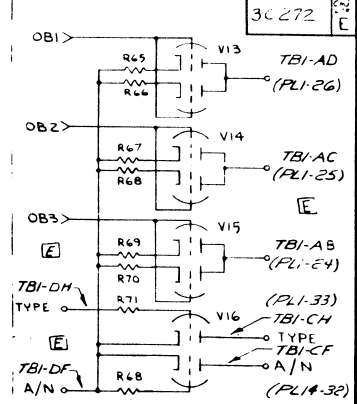 3C272
E
OB1>
V13
R65
R66
TB1-AD
(PL1-26)
OB2>
V14
R67
R68
TB1-AC
(PL1-25)
E
OB3>
V15
R69
R70
TB1-AB
(PL1-24)
E
TB1-DH
TYPE
R71
(PL1-33)
TB1-CH
V16
TYPE
TB1-CF
E
TB1-DF
A/N
R68
A/N
(PL14-32)